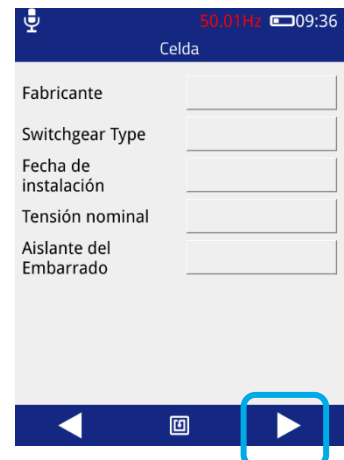 50.01Hz 09:36
Celda
Fabricante
Switchgear Type
Fecha de
instalación
Tensión nominal
Aislante del
Embarrado